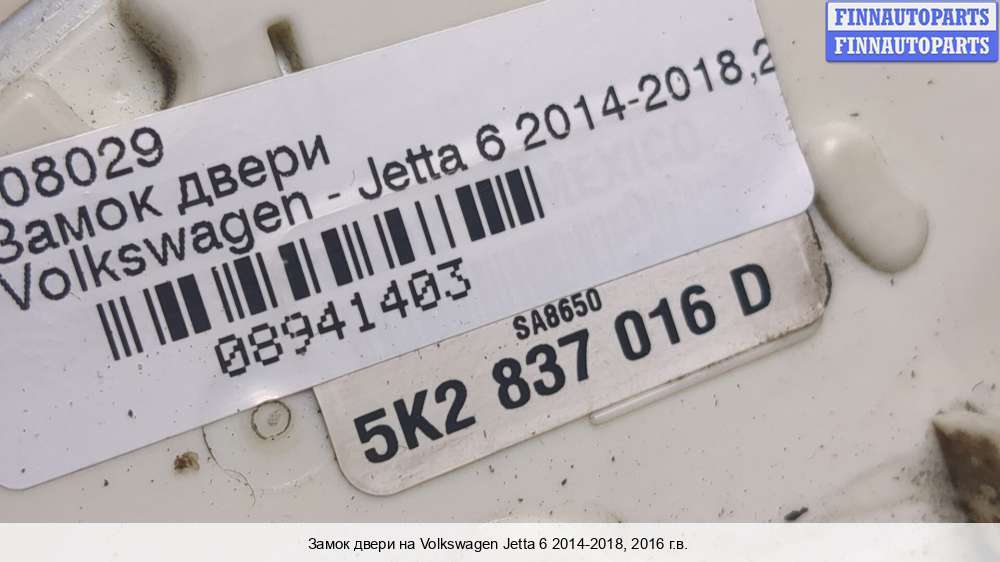 FINNAUTOPARTS
FINNAUTOPARTS
08029
Замок двери
Volkswagen - Jetta 6 2014-2018,2
08941403
MEXICO
SA8650
5K2 837 016 D
Замок двери на Volkswagen Jetta 6 2014-2018, 2016 г.в.